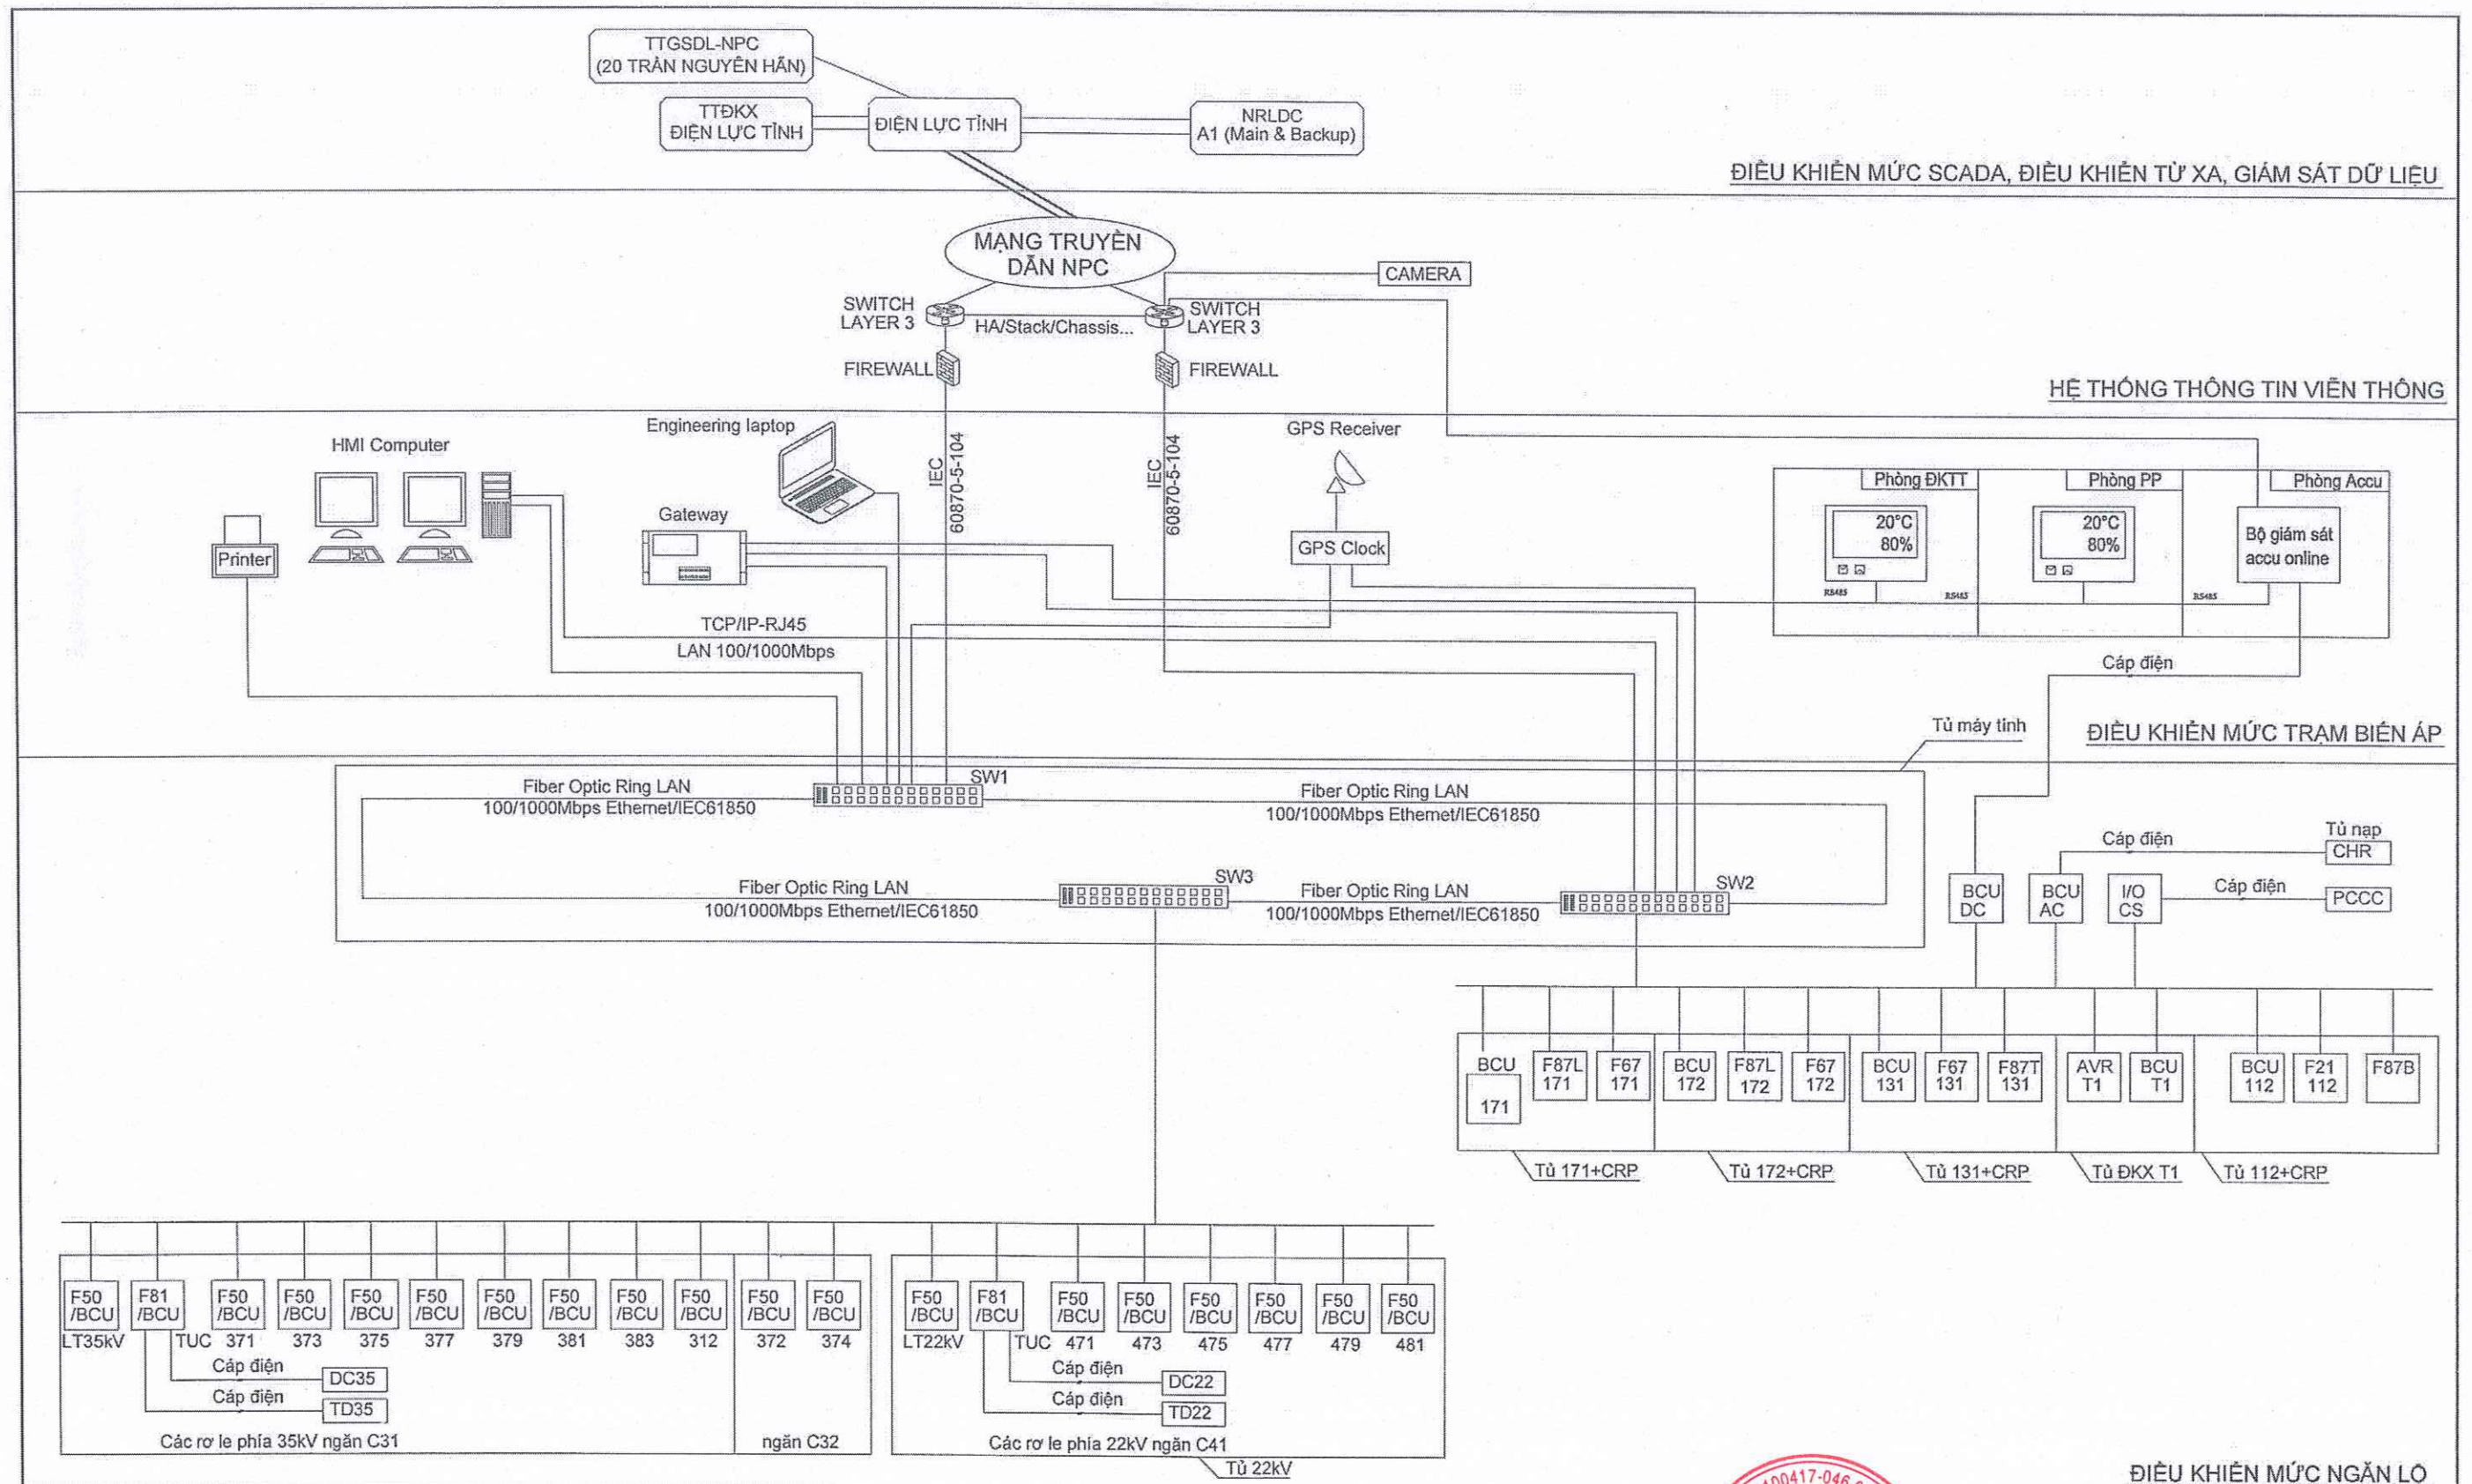 TTGSDL-NPC
(20 TRẦN NGUYÊN HÃN)
TTĐKX
ĐIỆN LỰC TỈNH
ĐIỆN LỰC TỈNH
NRLDC
A1 (Main & Backup)
ĐIỀU KHIỂN MỨC SCADA, ĐIỀU KHIỂN TỪ XA, GIÁM SÁT DỮ LIỆU
MẠNG TRUYỀN
DẪN NPC
CAMERA
SWITCH
LAYER 3
HA/Stack/Chassis...
SWITCH
LAYER 3
FIREWALL
FIREWALL
HỆ THỐNG THÔNG TIN VIỄN THÔNG
HMI Computer
Engineering laptop
IEC
60870-5-104
IEC
60870-5-104
GPS Receiver
Phòng ĐKTT
Phòng PP
Phòng Accu
Printer
Gateway
GPS Clock
20°C
80%
20°C
80%
Bộ giám sát
accu online
RS485
RS485
RS485
TCP/IP-RJ45
LAN 100/1000Mbps
Cáp điện
Tủ máy tính
ĐIỀU KHIỂN MỨC TRẠM BIẾN ÁP
SW1
Fiber Optic Ring LAN
100/1000Mbps Ethernet/IEC61850
Fiber Optic Ring LAN
100/1000Mbps Ethernet/IEC61850
Fiber Optic Ring LAN
100/1000Mbps Ethernet/IEC61850
SW3
Fiber Optic Ring LAN
100/1000Mbps Ethernet/IEC61850
SW2
Cáp điện
Tủ nạp
CHR
BCU
DC
BCU
AC
I/O
CS
Cáp điện
PCCC
BCU
171
F87L
171
F67
171
BCU
172
F87L
172
F67
172
BCU
131
F67
131
F87T
131
AVR
T1
BCU
T1
BCU
112
F21
112
F87B
Tủ 171+CRP
Tủ 172+CRP
Tủ 131+CRP
Tủ ĐKX T1
Tủ 112+CRP
F50
/BCU
LT35kV
F81
/BCU
TUC
F50
/BCU
371
F50
/BCU
373
F50
/BCU
375
F50
/BCU
377
F50
/BCU
379
F50
/BCU
381
F50
/BCU
383
F50
/BCU
312
F50
/BCU
372
F50
/BCU
374
Cáp điện
DC35
Cáp điện
TD35
Các rơ le phía 35kV ngăn C31
ngăn C32
F50
/BCU
LT22kV
F81
/BCU
TUC
F50
/BCU
471
F50
/BCU
473
F50
/BCU
475
F50
/BCU
477
F50
/BCU
479
F50
/BCU
481
Cáp điện
DC22
Cáp điện
TD22
Các rơ le phía 22kV ngăn C41
Tủ 22kV
ĐIỀU KHIỂN MỨC NGĂN LỘ